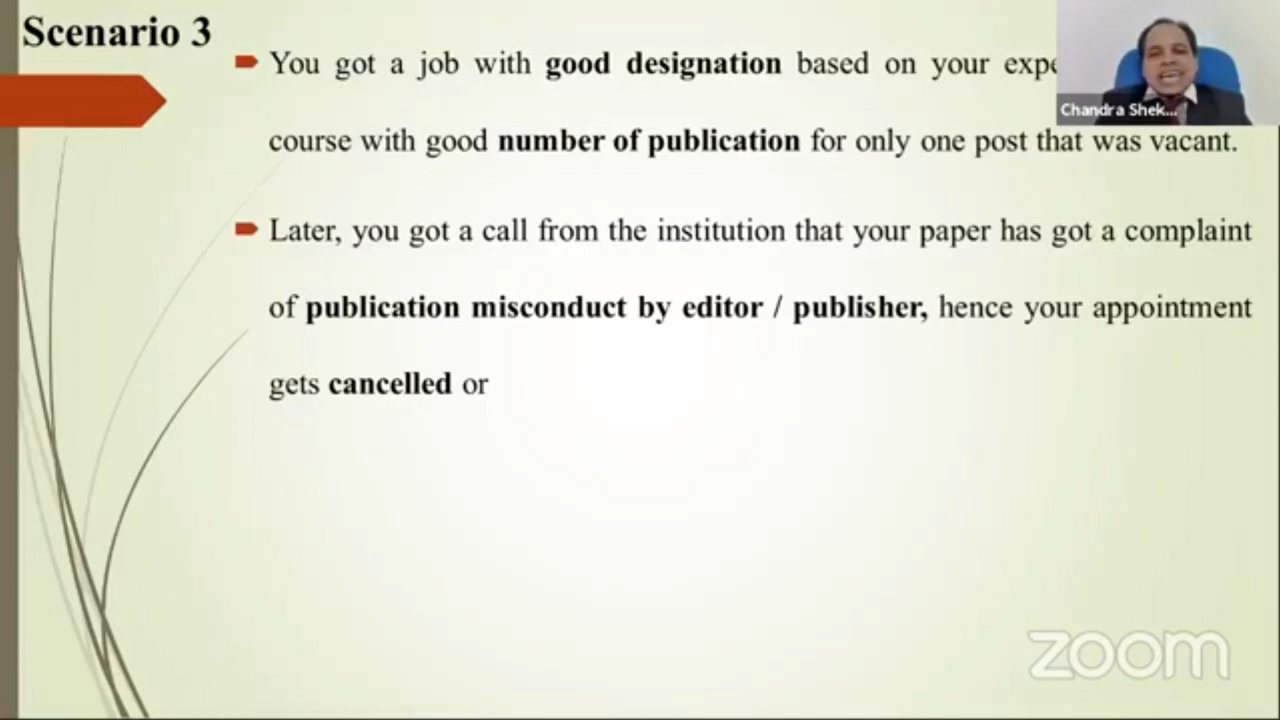 Scenario 3
You got a job with good designation based on your
course with good number of publication for only one post that was vacant.
Later, you got a call from the institution that your paper has got a complaint
of publication misconduct by editor / publisher, hence your appointment
gets cancelled or
Chandra Shek...
zoom